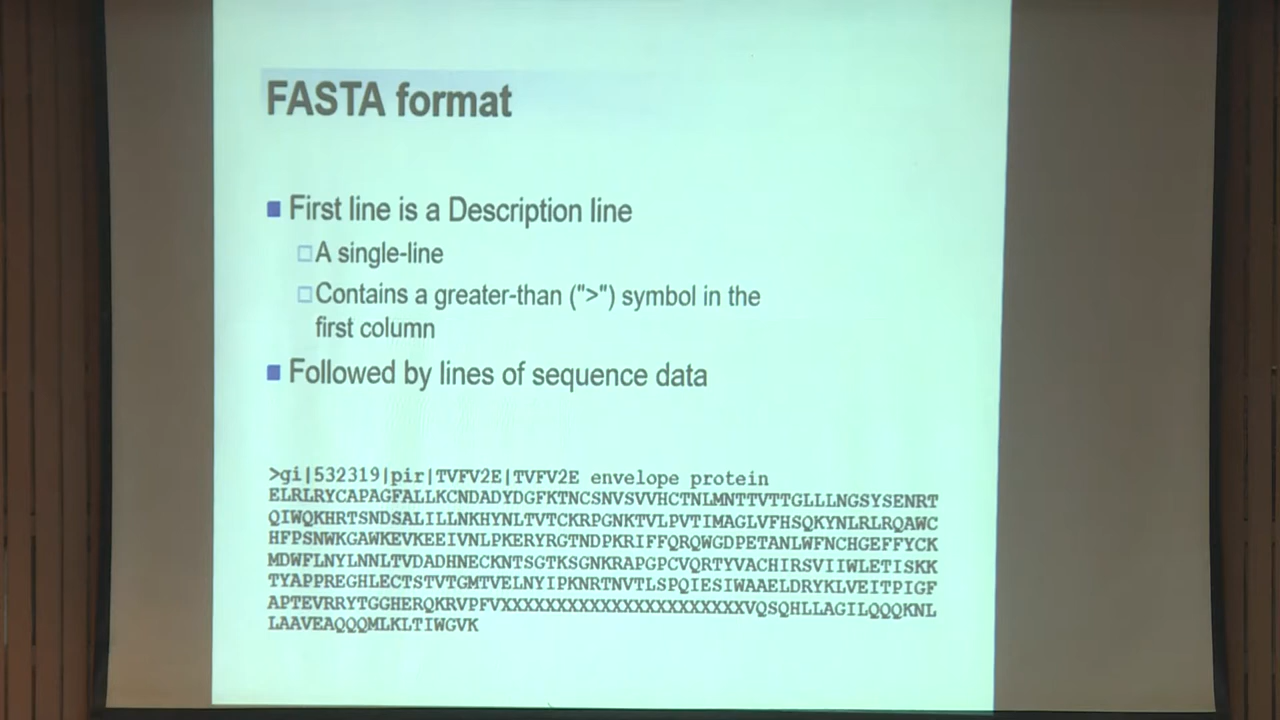 FASTA format
First line is a Description line
A single-line
Contains a greater-than (">") symbol in the
first column
Followed by lines of sequence data
>gi|532319|pir|TVFV2E|TVFV2E envelope protein
ELRLRYCAPAGFALLKCNDADYDGFKTNCSNVSVVHCTNLMNTTVTTGLLLNGSYSENRT
QIWQKHRTSNDSALILLNKHYNLTVTCKRPGNKTVLPVTIMAGLVFHSQKYNLRLRQAWC
HFPSNWKGAWKEVKEEIVNLPKERYRGTNDPKRIFFQRQWGDPETANLWFNCHGEFFYCK
MDWFLNYLNNLTVDADHNECKNTSGTKSGNKRAPGPCVQRTYVACHIRSVIIWLETISKK
TYAPPREGHLECTSTVTGMTVELNYIPKNRTNVTLSPQIESIWAAELDRYKLVEITPIGF
APTEVRRYTGGHERQKRVPFVXXXXXXXXXXXXXXXXXXXXXXVQSQHLLAGILQQQKNL
LAAVEAQQQMLKLTIWGVK